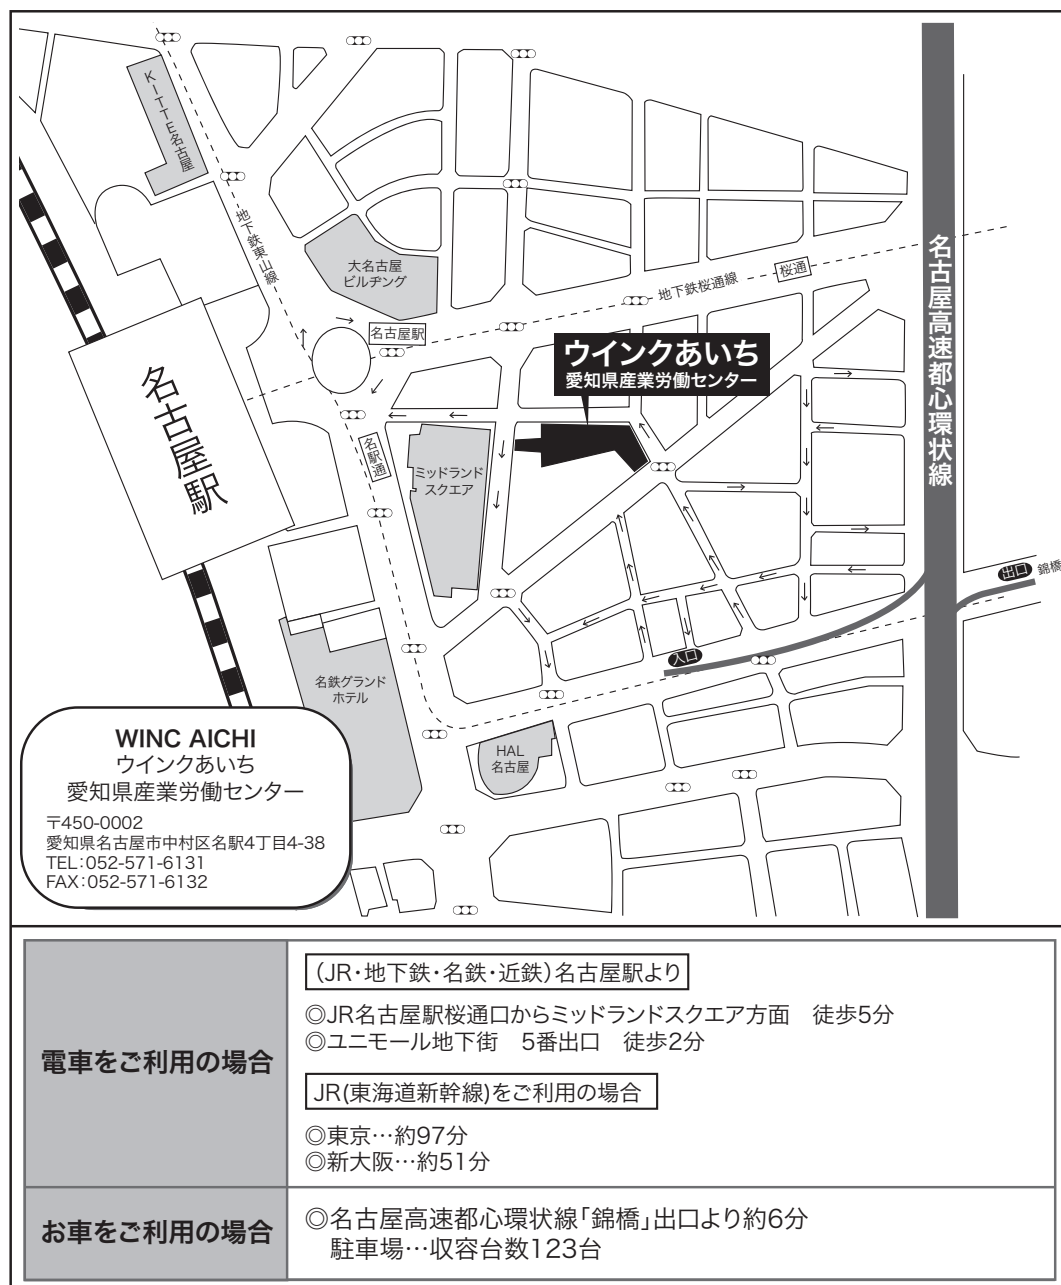 KITTE名古屋
地下鉄東山線
大名古屋
ビルヂング
名古屋駅
地下鉄桜通線
桜通
名古屋高速都心環状線
ウインクあいち
愛知県産業労働センター
名古屋駅
名駅通
ミッドランド
スクエア
出口
錦橋
入口
名鉄グランド
ホテル
HAL
名古屋
WINC AICHI
ウインクあいち
愛知県産業労働センター
〒450-0002
愛知県名古屋市中村区名駅4丁目4-38
TEL:052-571-6131
FAX:052-571-6132
電車をご利用の場合
(JR・地下鉄・名鉄・近鉄)名古屋駅より
◎JR名古屋駅桜通口からミッドランドスクエア方面　徒歩5分
◎ユニモール地下街　5番出口　徒歩2分
JR(東海道新幹線)をご利用の場合
◎東京…約97分
◎新大阪…約51分
お車をご利用の場合
◎名古屋高速都心環状線「錦橋」出口より約6分
駐車場…収容台数123台